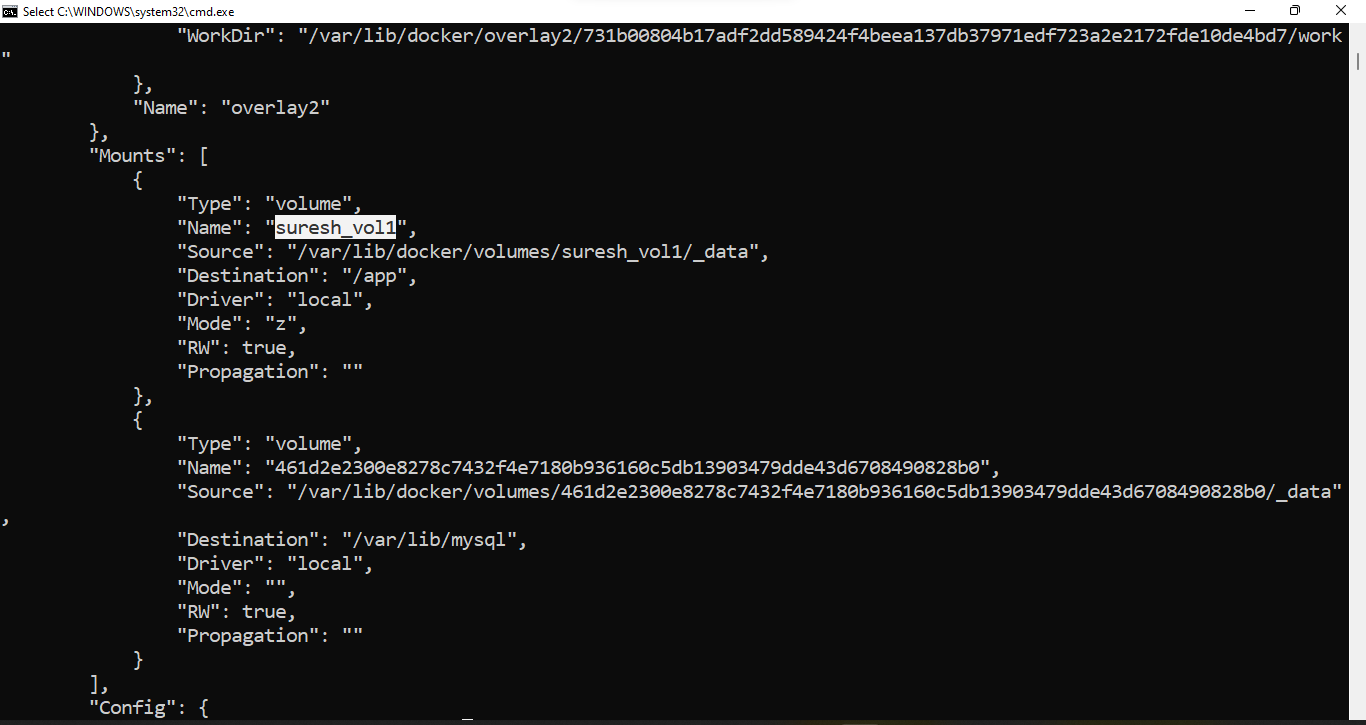 Select C:\WINDOWS\system32\cmd.exe
"WorkDir": "/var/lib/docker/overlay2/731b00804b17adf2dd589424f4beea137db37971edf723a2e2172fde10de4bd7/work
"
},
"Name": "overlay2"
},
"Mounts": [
{
"Type": "volume",
"Name": "suresh_vol1",
"Source": "/var/lib/docker/volumes/suresh_vol1/_data",
"Destination": "/app",
"Driver": "local",
"Mode": "z",
"RW": true,
"Propagation": ""
},
{
"Type": "volume",
"Name": "461d2e2300e8278c7432f4e7180b936160c5db13903479dde43d6708490828b0",
"Source": "/var/lib/docker/volumes/461d2e2300e8278c7432f4e7180b936160c5db13903479dde43d6708490828b0/_data"
,
"Destination": "/var/lib/mysql",
"Driver": "local",
"Mode": "",
"RW": true,
"Propagation": ""
}
],
"Config": {